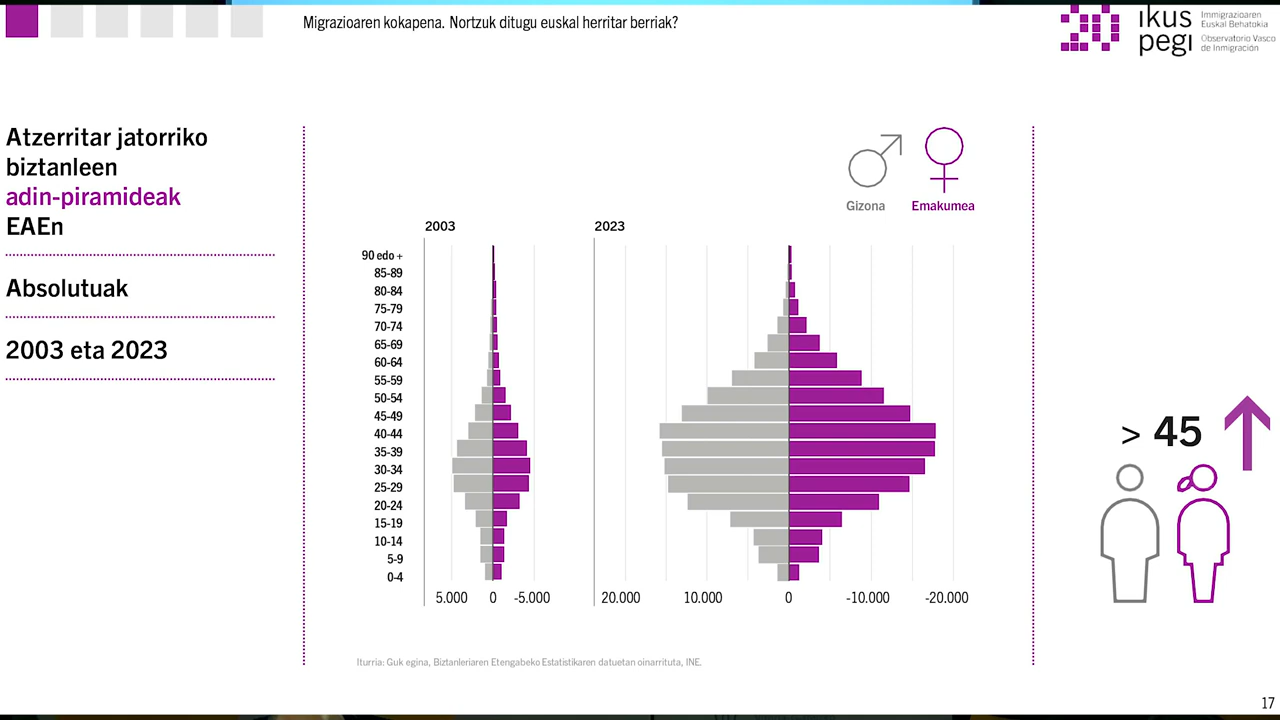 Migrazioaren kokapena. Nortzuk ditugu euskal herritar berriak?
20
ikus
pegi
Immigrazioaren
Euskal Behatokia
Observatorio Vasco
de Inmigración
Atzerritar jatorriko
biztanleen
adin-piramideak
EAEn
Absolutuak
2003 eta 2023
Gizona
Emakumea
2003
2023
90 edo +
85-89
80-84
75-79
70-74
65-69
60-64
55-59
50-54
45-49
40-44
35-39
30-34
25-29
20-24
15-19
10-14
5-9
0-4
5.000 0 -5.000
20.000 10.000 0 -10.000 -20.000
> 45
Iturria: Guk egina, Biztanleriaren Etengabeko Estatistikaren datuetan oinarrituta, INE.
17